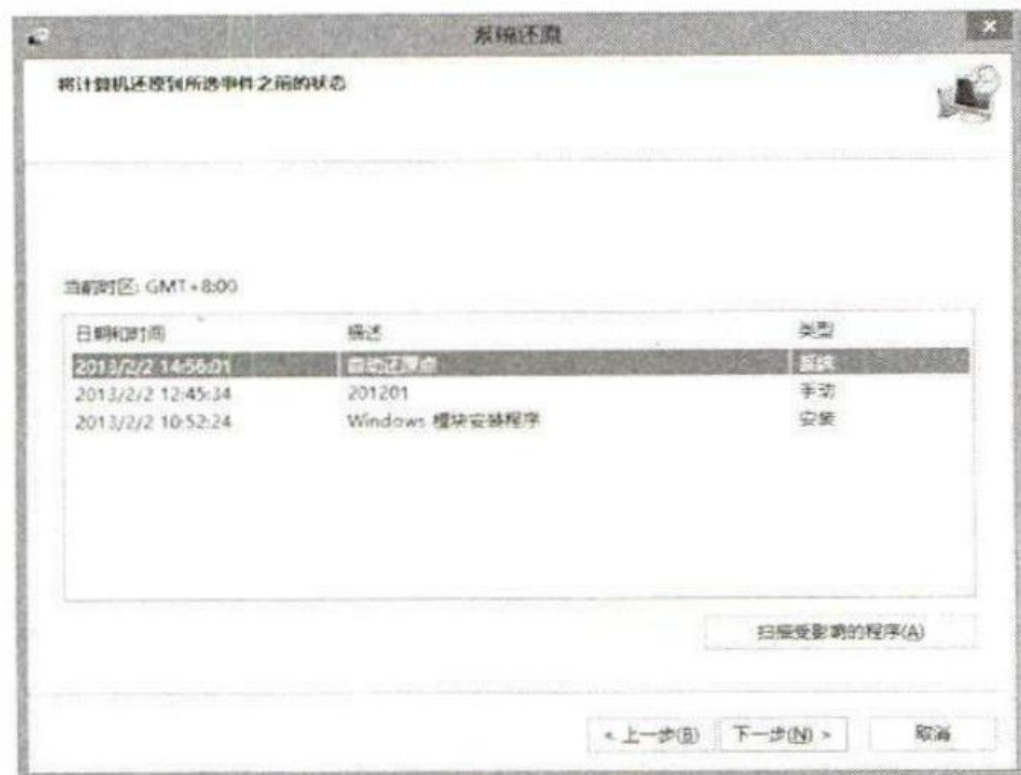 系统还原
将计算机还原到所选事件之前的状态
当前时区: GMT+8:00
日期和时间 描述 类型
2013/2/2 14:56:01 自动还原点 系统
2013/2/2 12:45:34 201201 手动
2013/2/2 10:52:24 Windows 模块安装程序 安装
扫描受影响的程序(A)
< 上一步(B) 下一步(N) > 取消